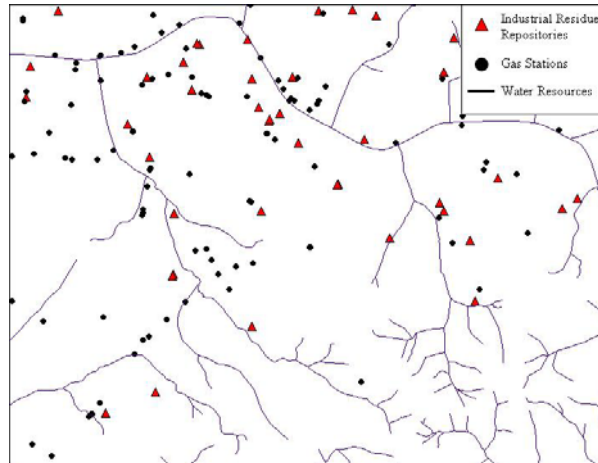 Industrial Residue
Repositories
Gas Stations
Water Resources